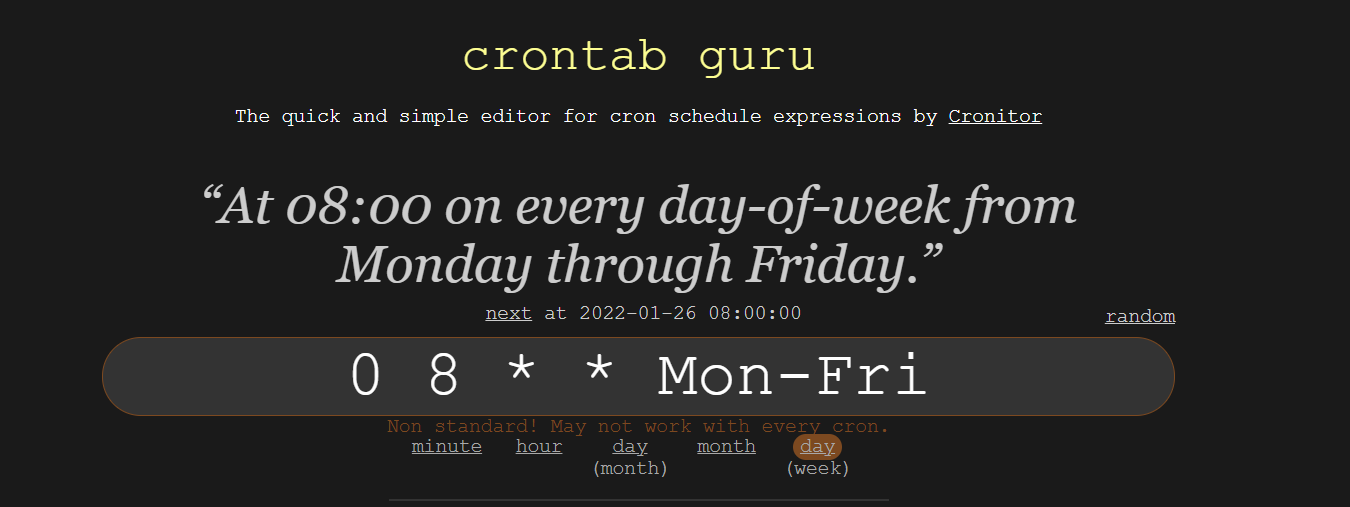 crontab guru
The quick and simple editor for cron schedule expressions by Cronitor
“At 08:00 on every day-of-week from
Monday through Friday.”
next at 2022-01-26 08:00:00
random
0 8 * * Mon-Fri
Non standard! May not work with every cron.
minute hour day month day
(month) (week)